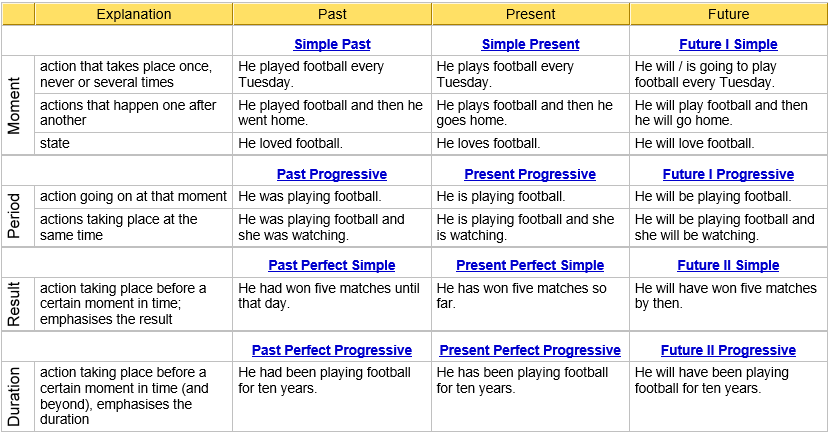 Explanation Past Present Future
Simple Past Simple Present Future I Simple
Moment
action that takes place once,
never or several times
He played football every
Tuesday.
He plays football every
Tuesday.
He will / is going to play
football every Tuesday.
actions that happen one after
another
He played football and then he
went home.
He plays football and then he
goes home.
He will play football and then
he will go home.
state
He loved football.
He loves football.
He will love football.
Past Progressive Present Progressive Future I Progressive
Period
action going on at that moment
He was playing football.
He is playing football.
He will be playing football.
actions taking place at the
same time
He was playing football and
she was watching.
He is playing football and she
is watching.
He will be playing football and
she will be watching.
Past Perfect Simple Present Perfect Simple Future II Simple
Result
action taking place before a
certain moment in time;
emphasises the result
He had won five matches until
that day.
He has won five matches so
far.
He will have won five matches
by then.
Past Perfect Progressive Present Perfect Progressive Future II Progressive
Duration
action taking place before a
certain moment in time (and
beyond), emphasises the
duration
He had been playing football
for ten years.
He has been playing football
for ten years.
He will have been playing
football for ten years.